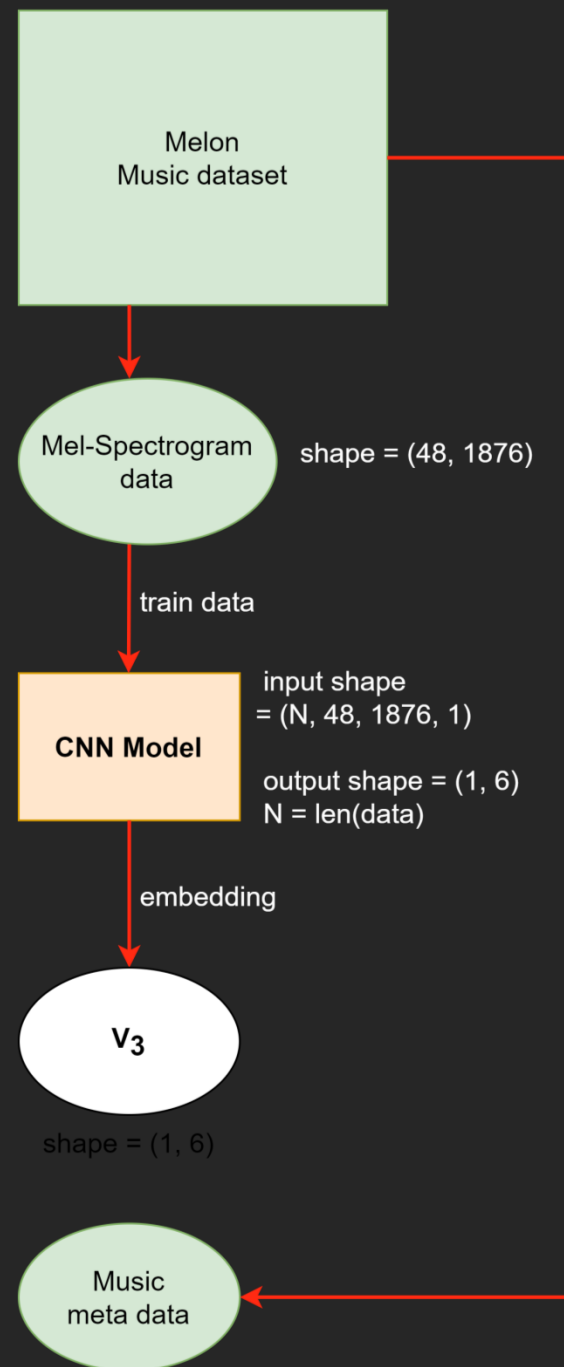 Melon
Music dataset
Mel-Spectrogram
data
shape = (48, 1876)
train data
CNN Model
input shape
= (N, 48, 1876, 1)
output shape = (1, 6)
N = len(data)
embedding
V₃
shape = (1, 6)
Music
meta data